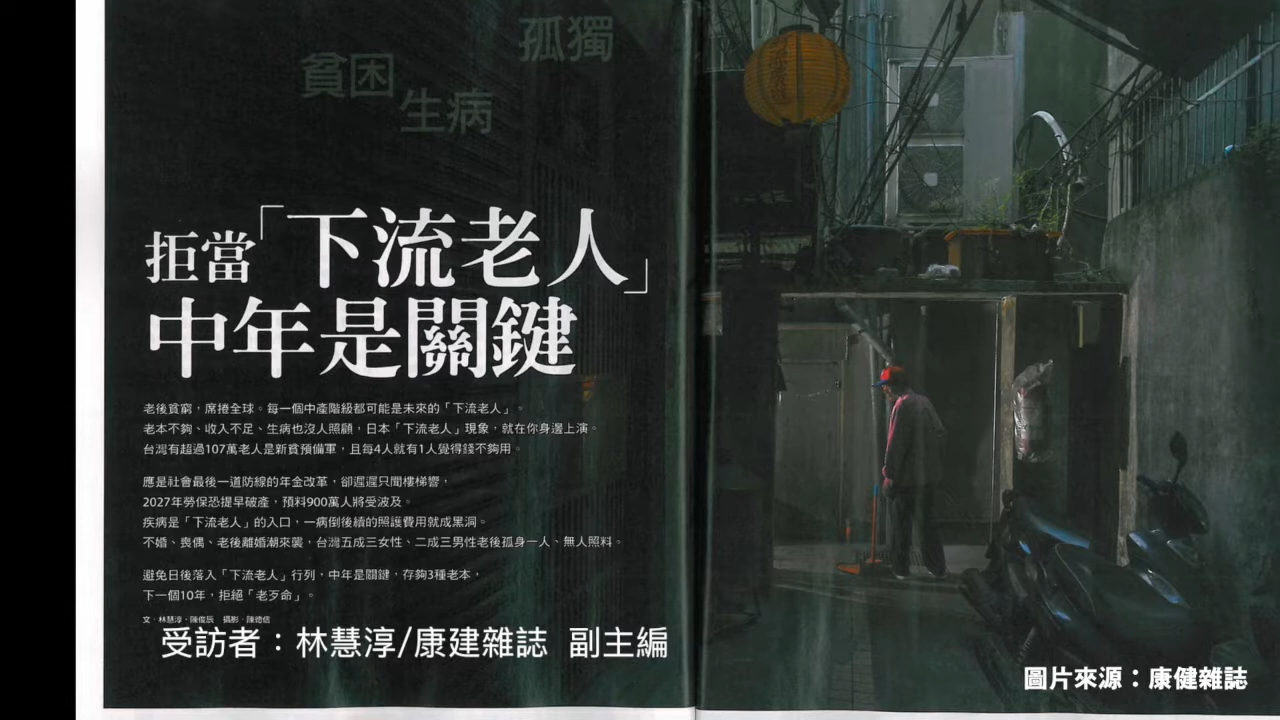 孤獨
貧困
生病
拒當「下流老人」
中年是關鍵
老後貧窮，席捲全球。每一個中產階級都可能是未來的「下流老人」。
老本不夠、收入不足、生病也沒人照顧，日本「下流老人」現象，就在你身邊上演。
台灣有超過107萬老人是新貧預備軍，且每4人就有1人覺得錢不夠用。
應是社會最後一道防線的年金改革，卻遲遲只聞樓梯響，
2027年勞保恐提早破產，預料900萬人將受波及。
疾病是「下流老人」的入口，一病倒後續的照護費用就成黑洞。
不婚、喪偶、老後離婚潮來襲，台灣五成三女性、二成三男性老後孤身一人、無人照料。
避免日後落入「下流老人」行列，中年是關鍵，存夠3種老本，
下一個10年，拒絕「老歹命」。
文．林慧淳、陳俊辰　攝影．陳德信
受訪者：林慧淳/康建雜誌 副主編
圖片來源：康健雜誌